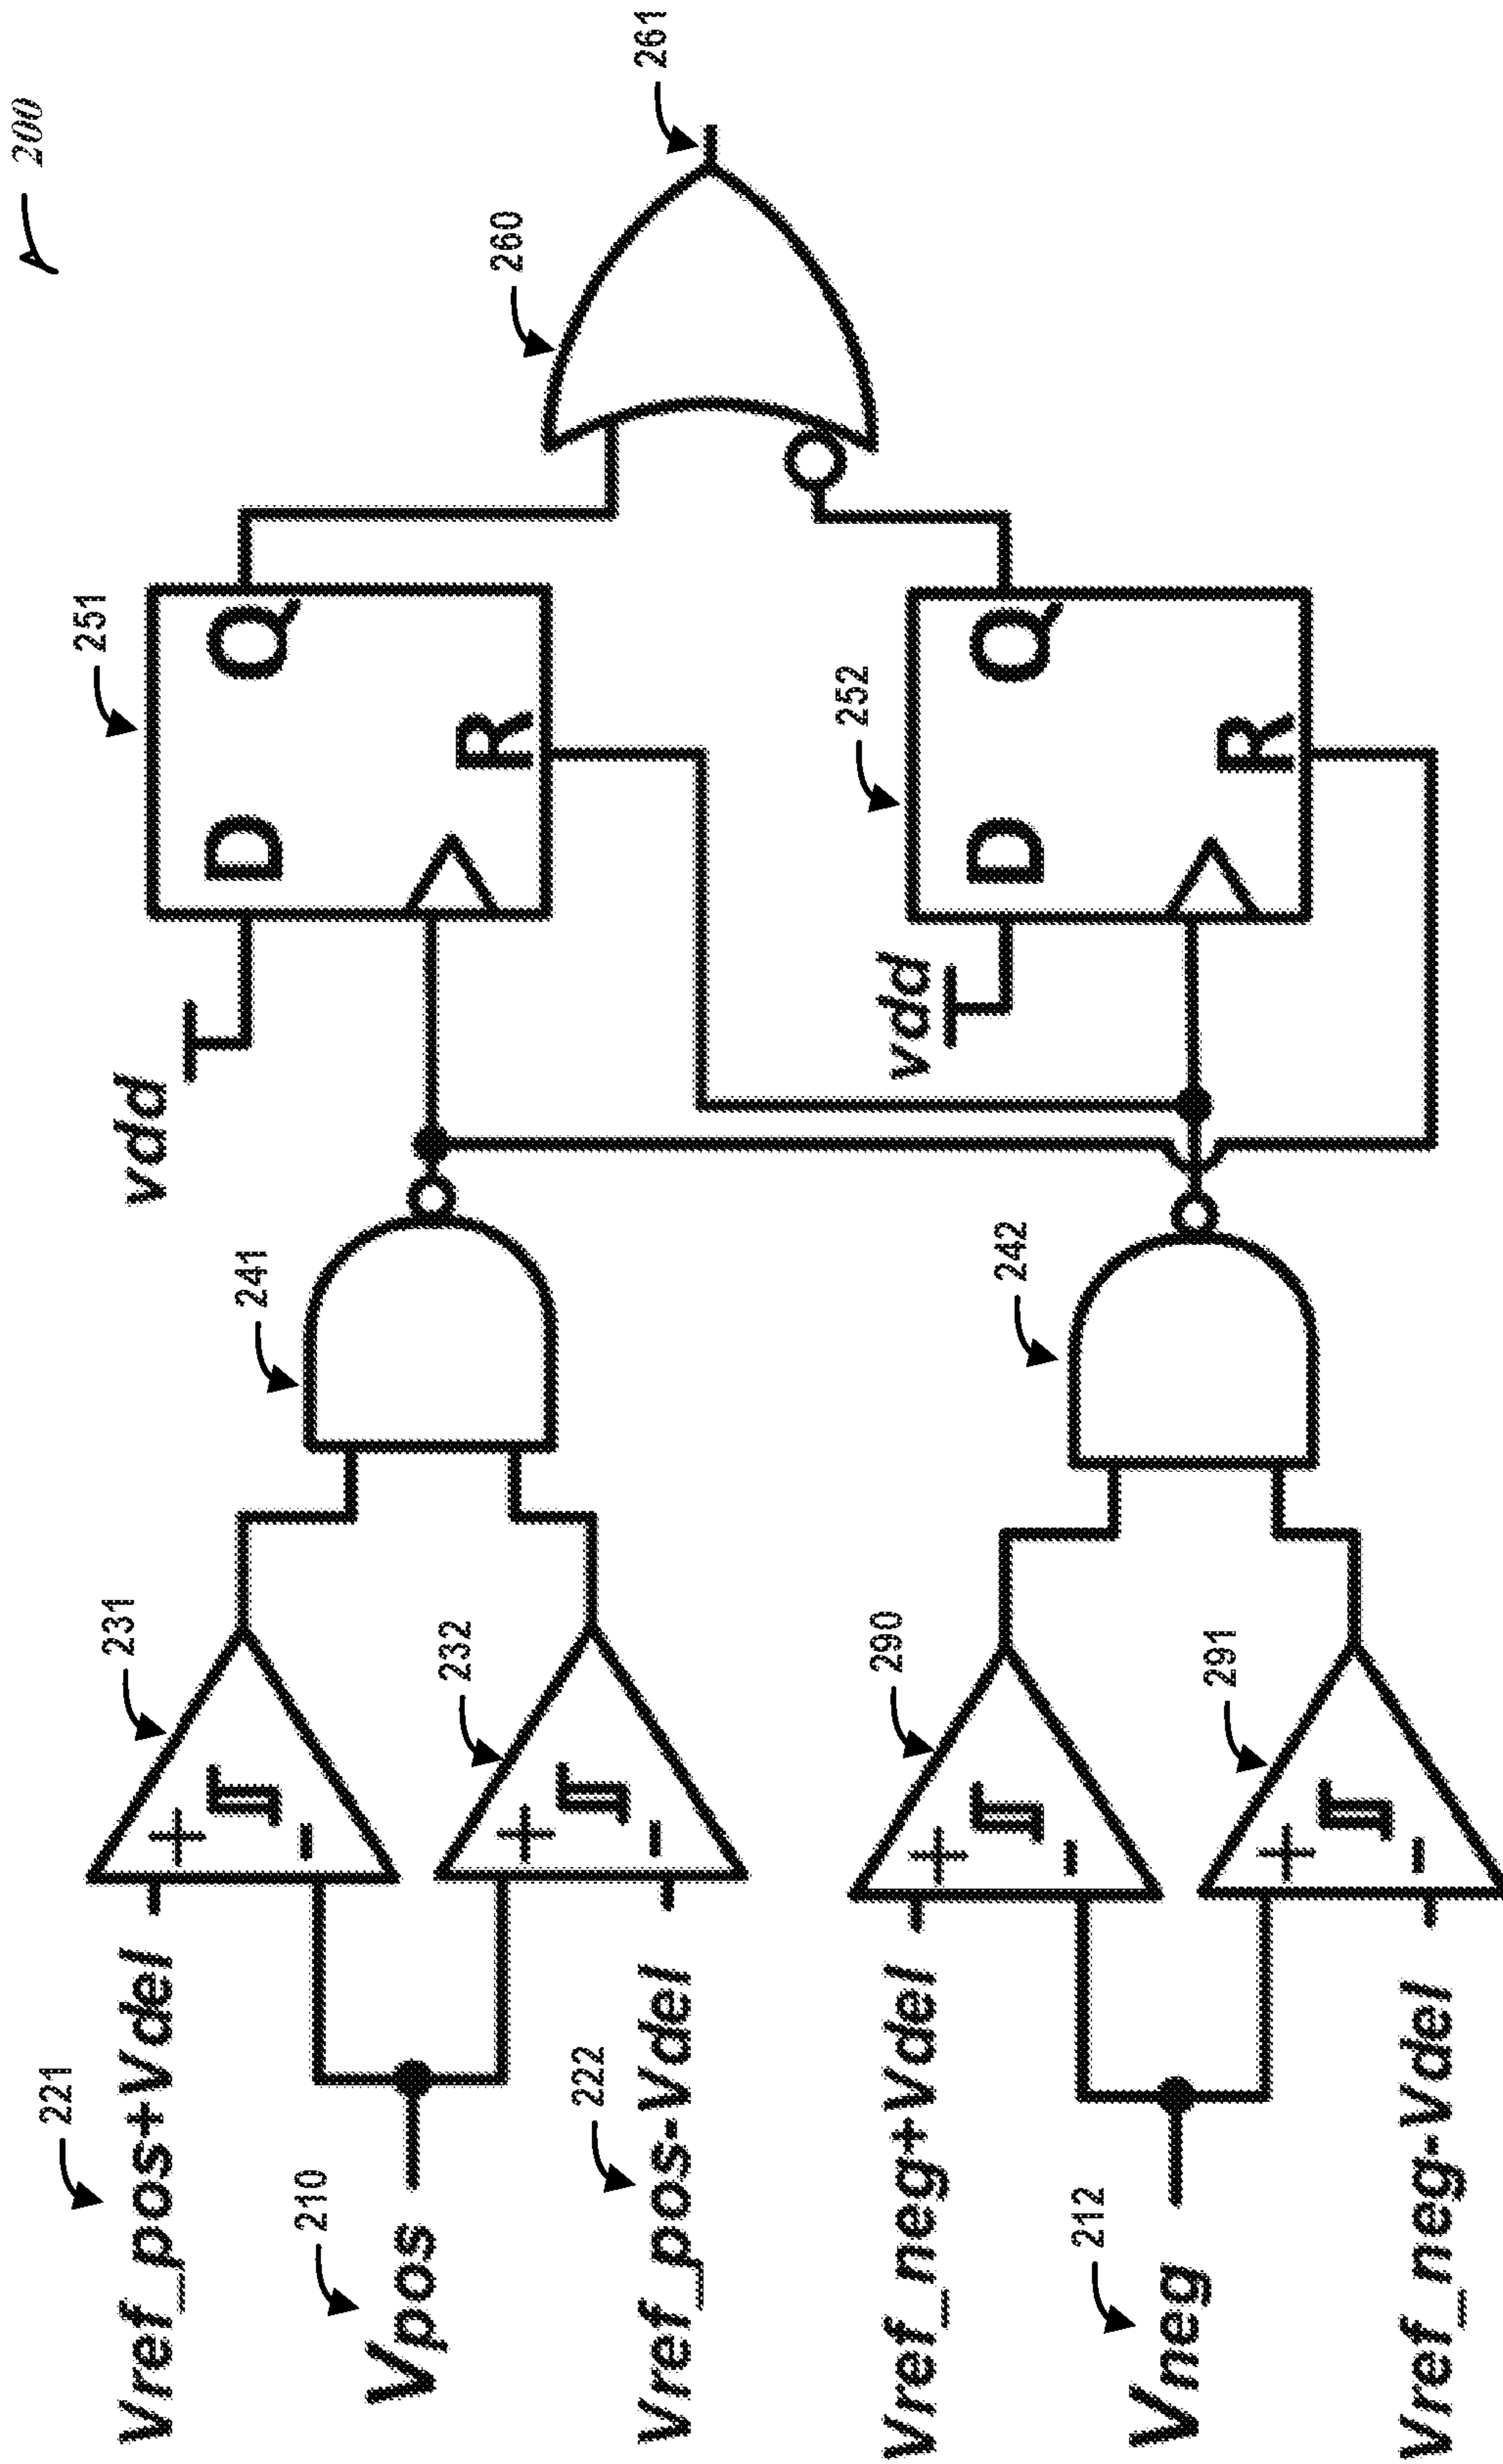 200
221
Vref_pos+Vdel
231
+
-
210
Vpos
232
+
-
222
Vref_pos-Vdel
241
vdd
251
D
Q
R
260
261
Vref_neg+Vdel
290
+
-
212
Vneg
291
+
-
Vref_neg-Vdel
242
vdd
252
D
Q
R